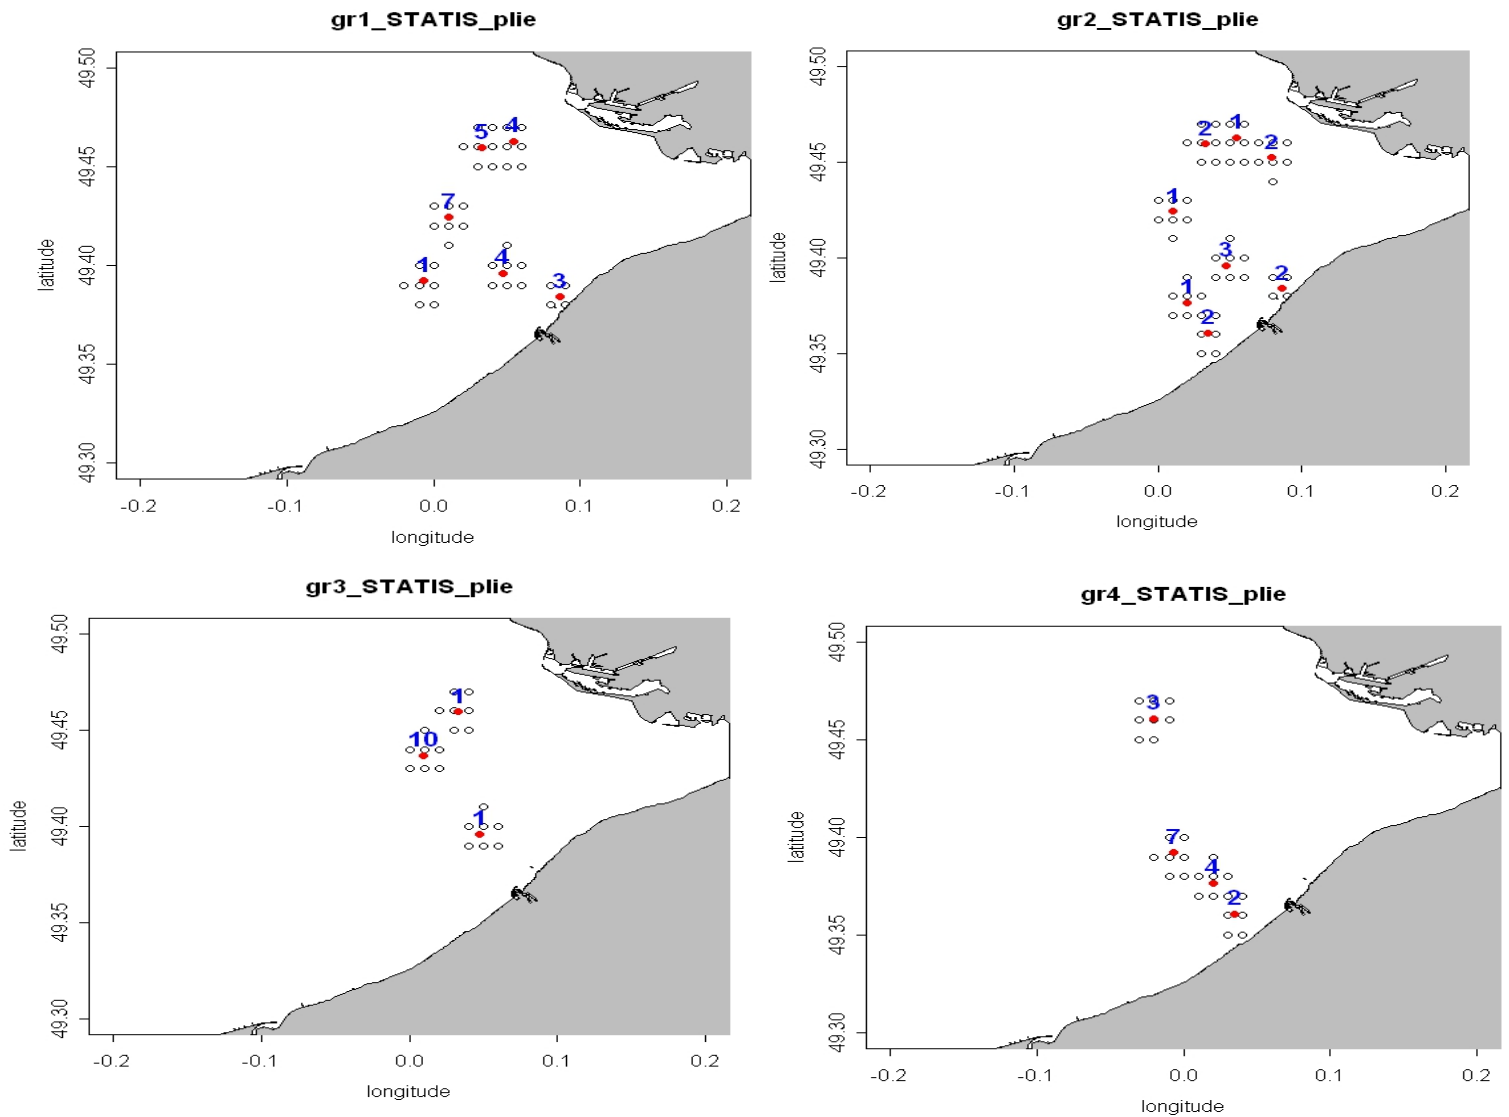 gr1_STATIS_plie
49.50
49.45
49.40
49.35
49.30
latitude
5 4
7
1 4 3
-0.2 -0.1 0.0 0.1 0.2
longitude
gr2_STATIS_plie
49.50
49.45
49.40
49.35
49.30
latitude
2 1 2
1
3
1 2
2
-0.2 -0.1 0.0 0.1 0.2
longitude
gr3_STATIS_plie
49.50
49.45
49.40
49.35
49.30
latitude
1
10
1
-0.2 -0.1 0.0 0.1 0.2
longitude
gr4_STATIS_plie
49.50
49.45
49.40
49.35
49.30
latitude
3
7
4
2
-0.2 -0.1 0.0 0.1 0.2
longitude